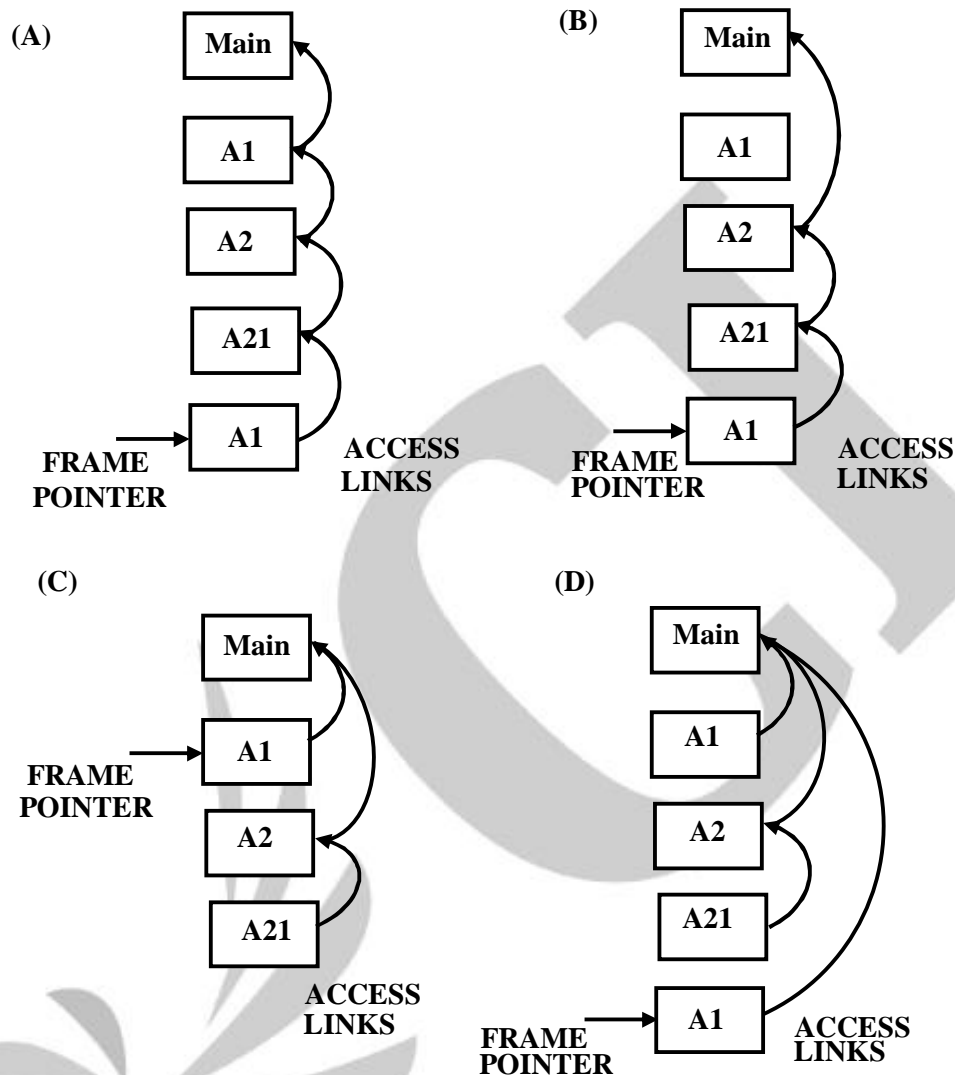 (A)
Main
A1
A2
A21
A1
FRAME
POINTER
ACCESS
LINKS
(B)
Main
A1
A2
A21
A1
FRAME
POINTER
ACCESS
LINKS
(C)
Main
A1
FRAME
POINTER
A2
A21
ACCESS
LINKS
(D)
Main
A1
A2
A21
A1
FRAME
POINTER
ACCESS
LINKS